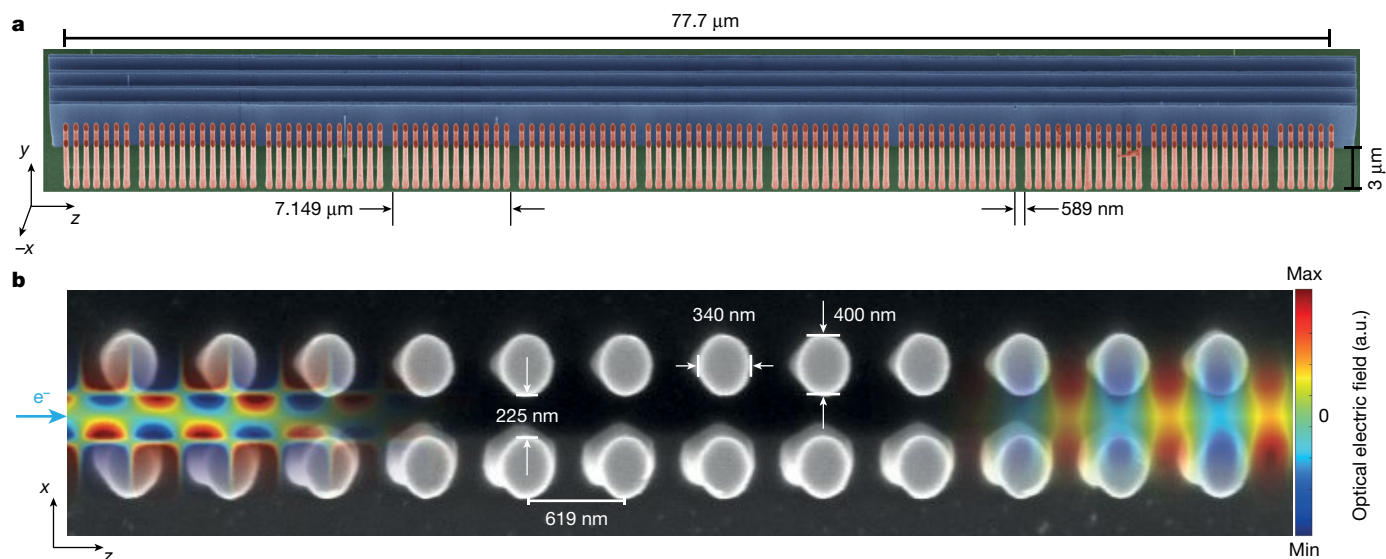 a
77.7 μm
y
z
–x
7.149 μm
589 nm
3 μm
b
Max
e–
340 nm
400 nm
225 nm
0
Optical electric field (a.u.)
x
z
619 nm
Min